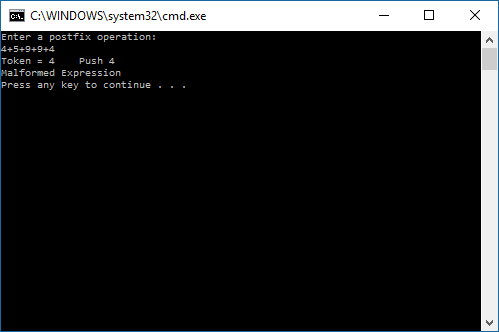 C:\WINDOWS\system32\cmd.exe
Enter a postfix operation:
4+5+9+9+4
Token = 4    Push 4
Malformed Expression
Press any key to continue . . .